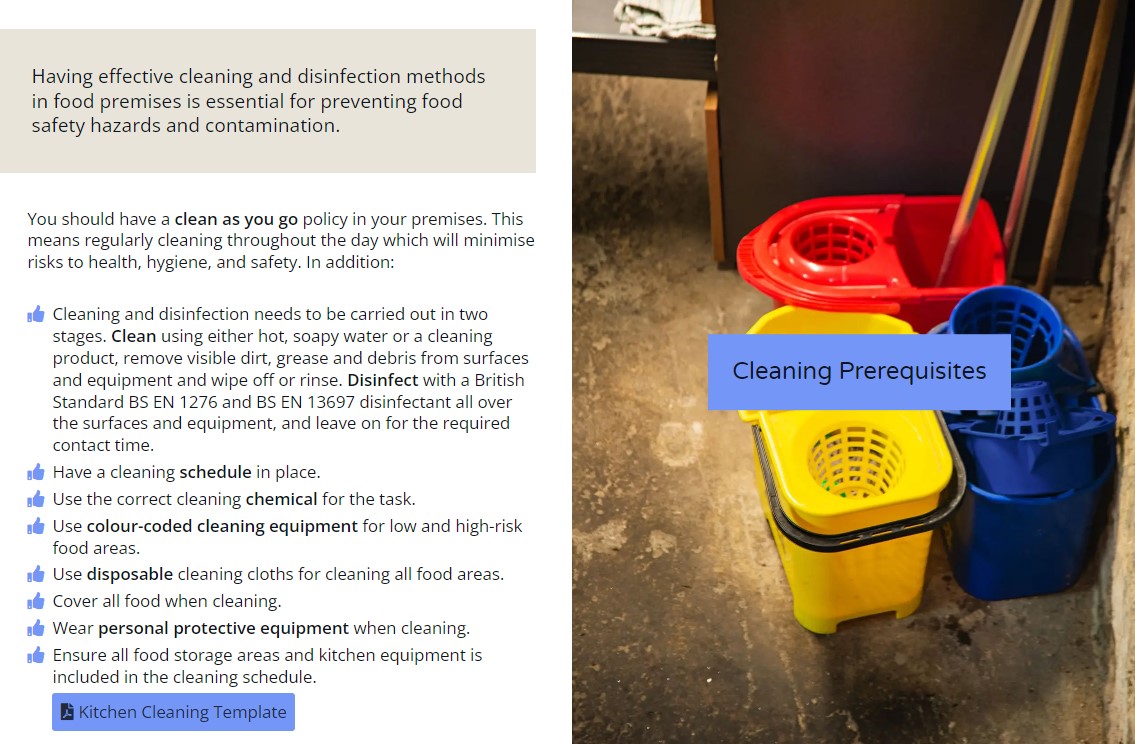 Having effective cleaning and disinfection methods
in food premises is essential for preventing food
safety hazards and contamination.
You should have a clean as you go policy in your premises. This
means regularly cleaning throughout the day which will minimise
risks to health, hygiene, and safety. In addition:
Cleaning and disinfection needs to be carried out in two
stages. Clean using either hot, soapy water or a cleaning
product, remove visible dirt, grease and debris from surfaces
and equipment and wipe off or rinse. Disinfect with a British
Standard BS EN 1276 and BS EN 13697 disinfectant all over
the surfaces and equipment, and leave on for the required
contact time.
Have a cleaning schedule in place.
Use the correct cleaning chemical for the task.
Use colour-coded cleaning equipment for low and high-risk
food areas.
Use disposable cleaning cloths for cleaning all food areas.
Cover all food when cleaning.
Wear personal protective equipment when cleaning.
Ensure all food storage areas and kitchen equipment is
included in the cleaning schedule.
Kitchen Cleaning Template
Cleaning Prerequisites